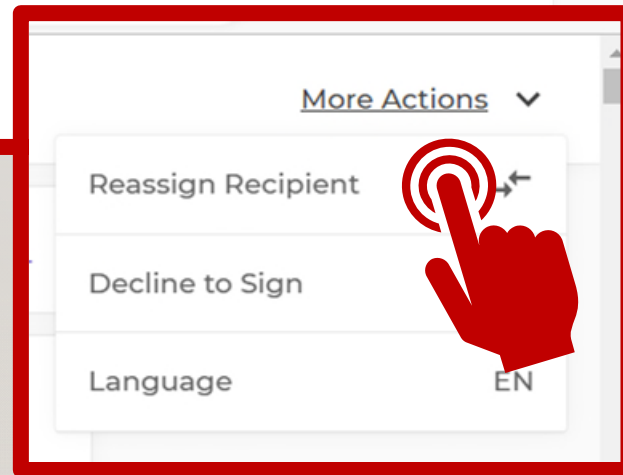 More Actions
Reassign Recipient
Decline to Sign
Language EN